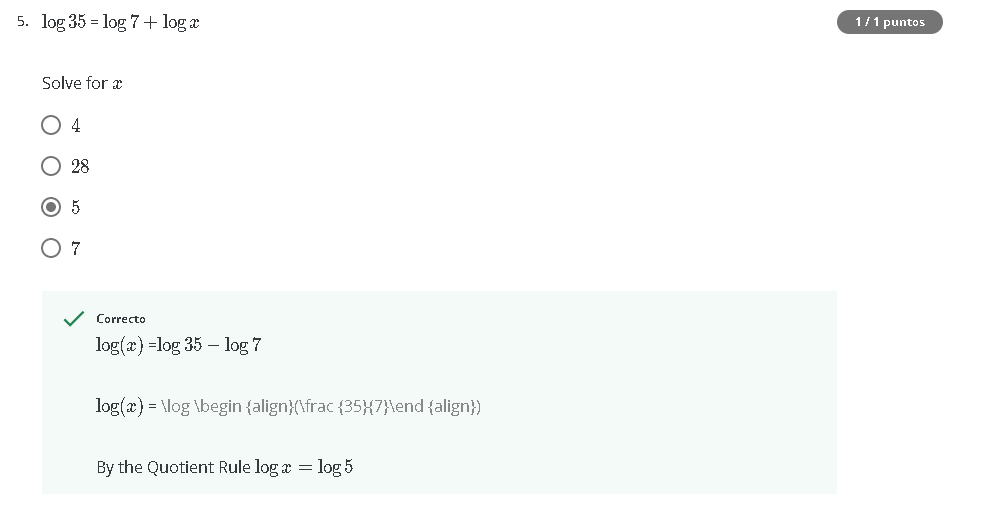 5. log 35 = log 7 + log x
1 / 1 puntos
Solve for x
4
28
5
7
Correcto
log(x) =log 35 − log 7
log(x) = \log \begin {align}(\frac {35}{7}\end {align})
By the Quotient Rule log x = log 5